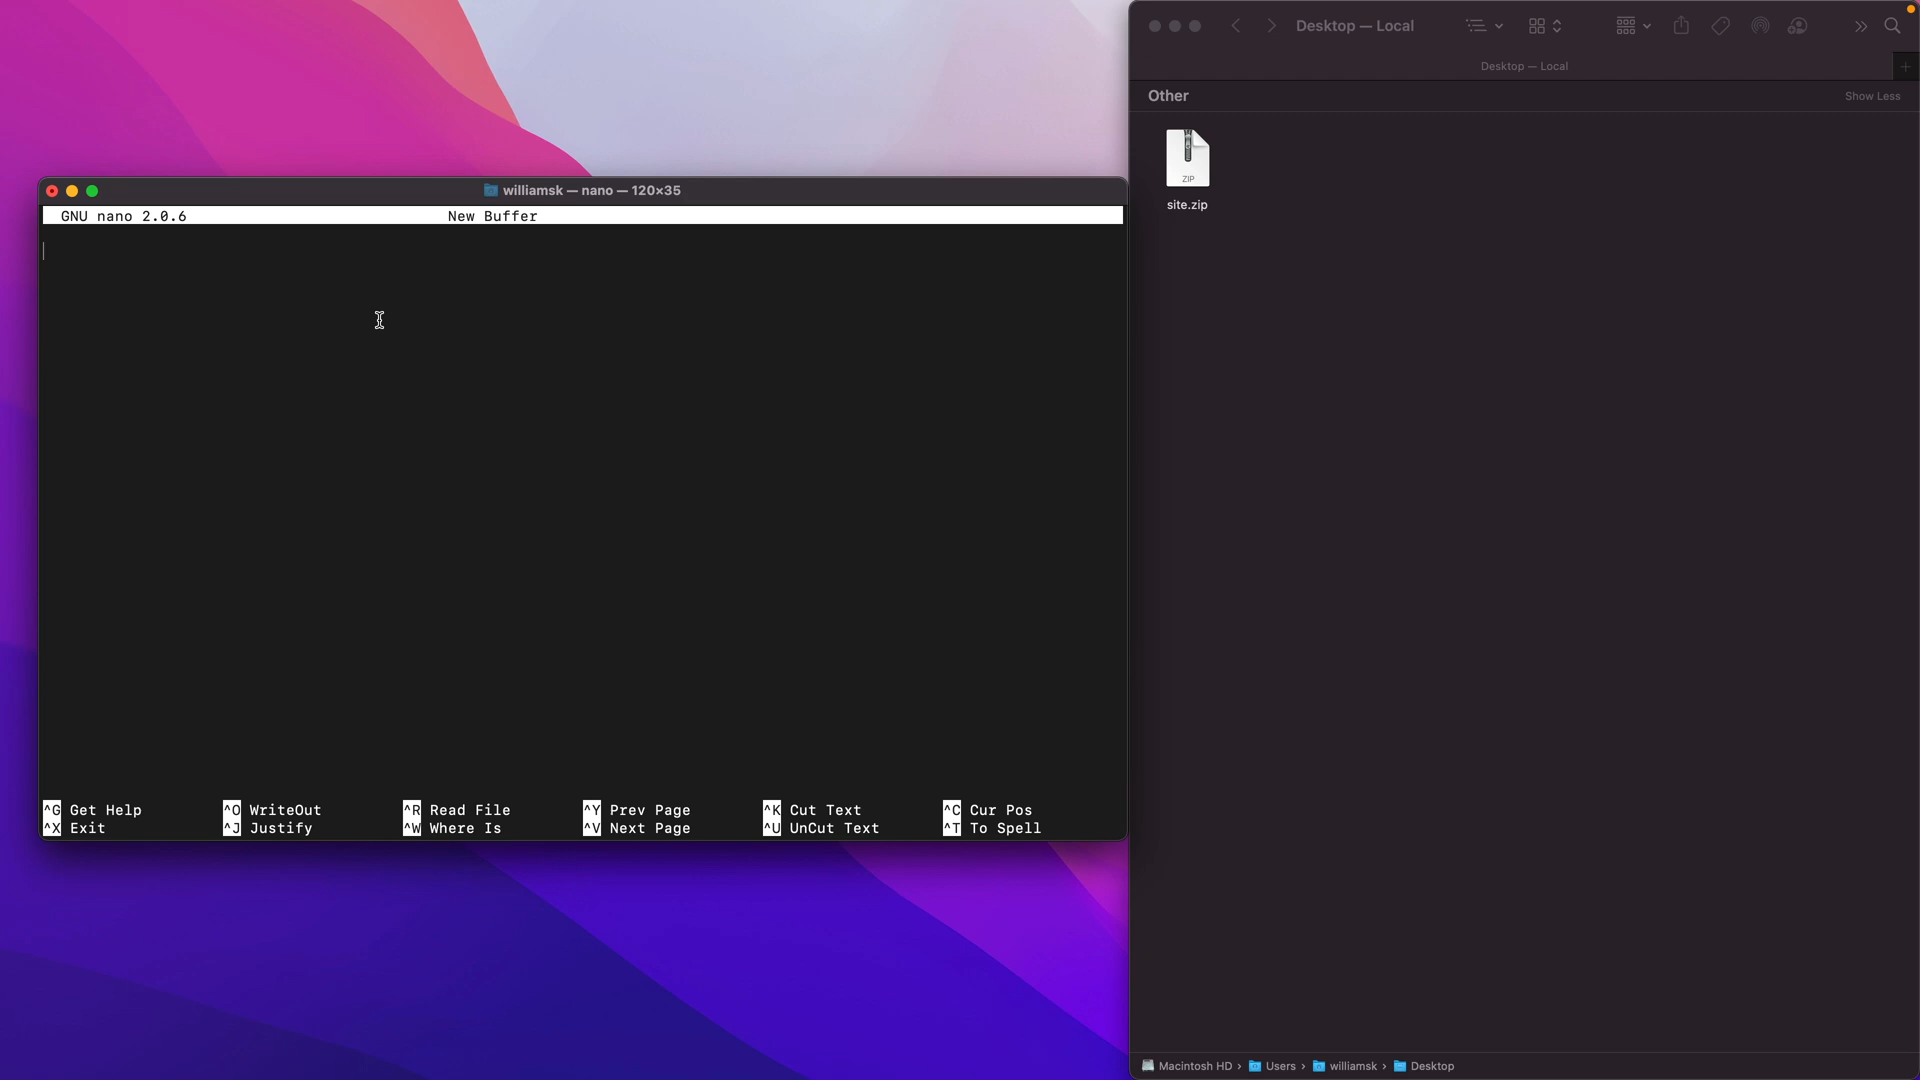 williamsk — nano — 120×35
GNU nano 2.0.6 New Buffer
^G Get Help ^O WriteOut ^R Read File ^Y Prev Page ^K Cut Text ^C Cur Pos
^X Exit ^J Justify ^W Where Is ^V Next Page ^U UnCut Text ^T To Spell
Desktop — Local
Desktop — Local
Other Show Less
ZIP
site.zip
Macintosh HD › Users › williamsk › Desktop